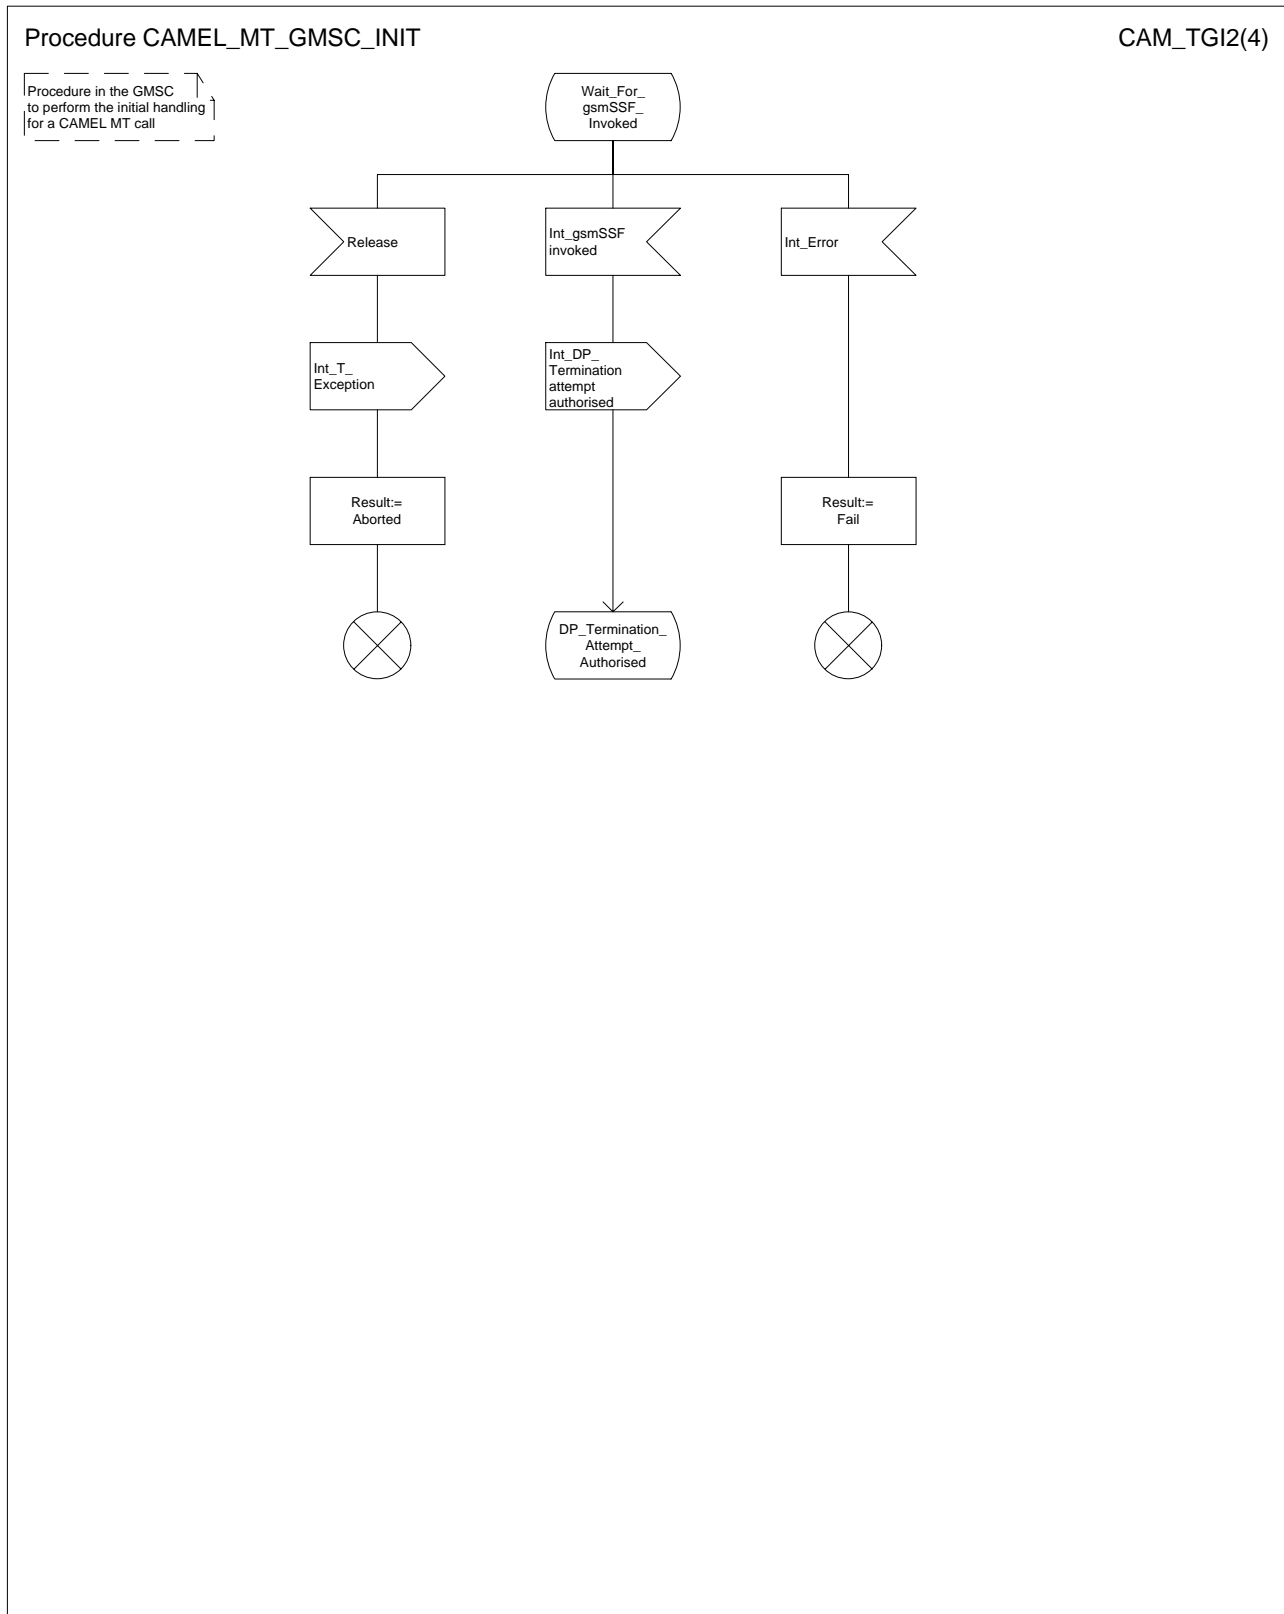 Procedure CAMEL_MT_GMSC_INIT
CAM_TGI2(4)
Procedure in the GMSC
to perform the initial handling
for a CAMEL MT call
Wait_For_
gsmSSF_
Invoked
Release
Int_gsmSSF
invoked
Int_Error
Int_T_
Exception
Int_DP_
Termination
attempt
authorised
Result:=
Aborted
Result:=
Fail
DP_Termination_
Attempt_
Authorised